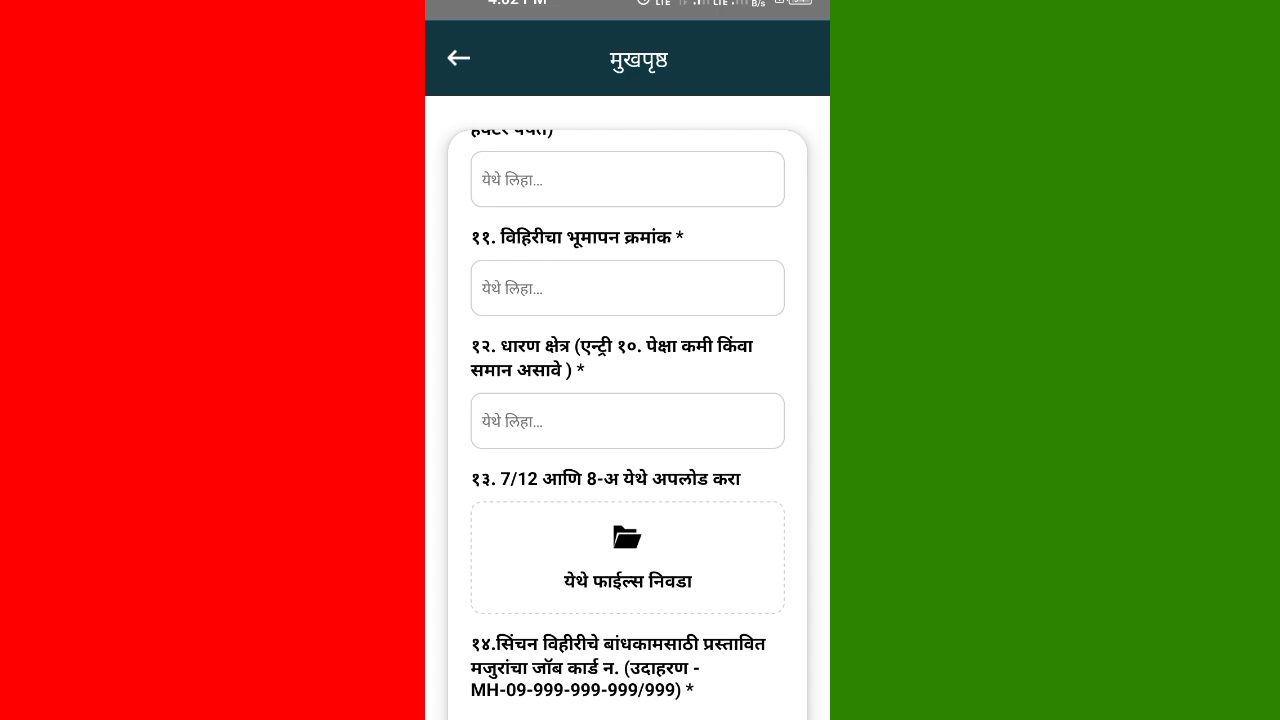 मुखपृष्ठ
येथे लिहा...
११. विहिरीचा भूमापन क्रमांक *
येथे लिहा...
१२. धारण क्षेत्र (एन्ट्री १०. पेक्षा कमी किंवा
समान असावे ) *
येथे लिहा...
१३. 7/12 आणि 8-अ येथे अपलोड करा
येथे फाईल्स निवडा
१४.सिंचन विहीरीचे बांधकामसाठी प्रस्तावित
मजुरांचा जॉब कार्ड न. (उदाहरण -
MH-09-999-999-999/999) *